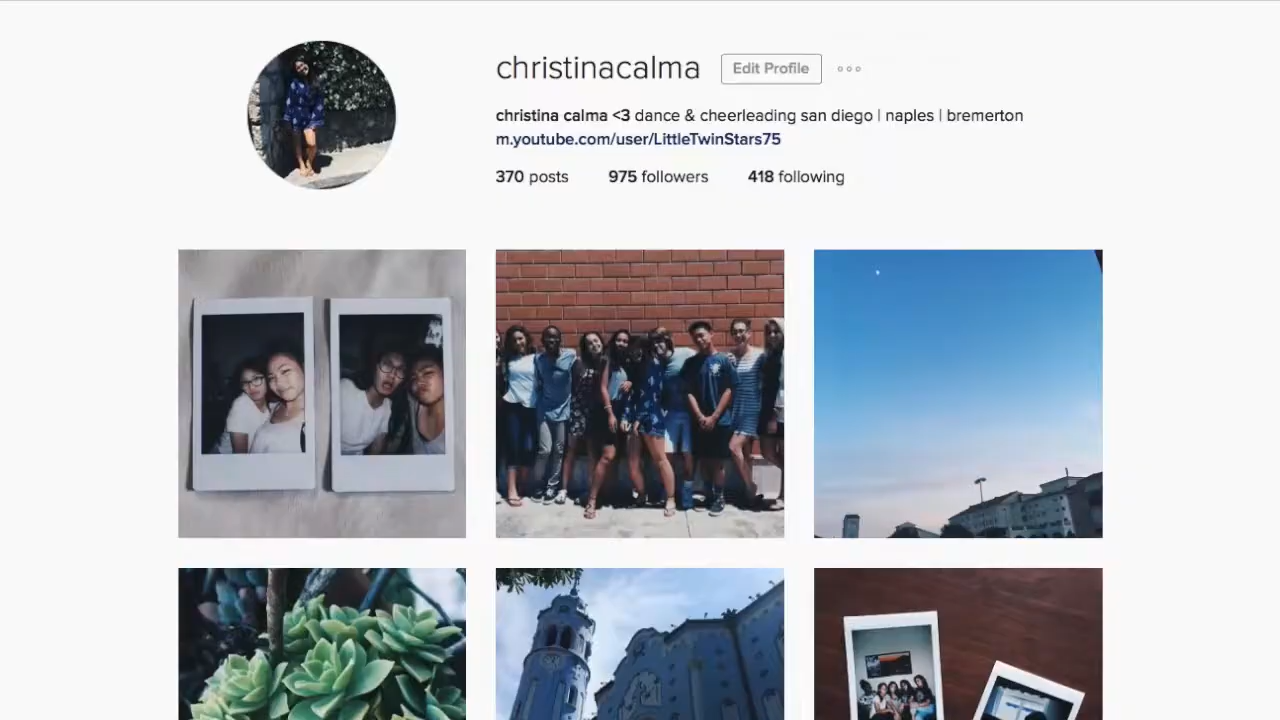 christinacalma Edit Profile
christina calma <3 dance & cheerleading san diego | naples | bremerton
m.youtube.com/user/LittleTwinStars75
370 posts 975 followers 418 following